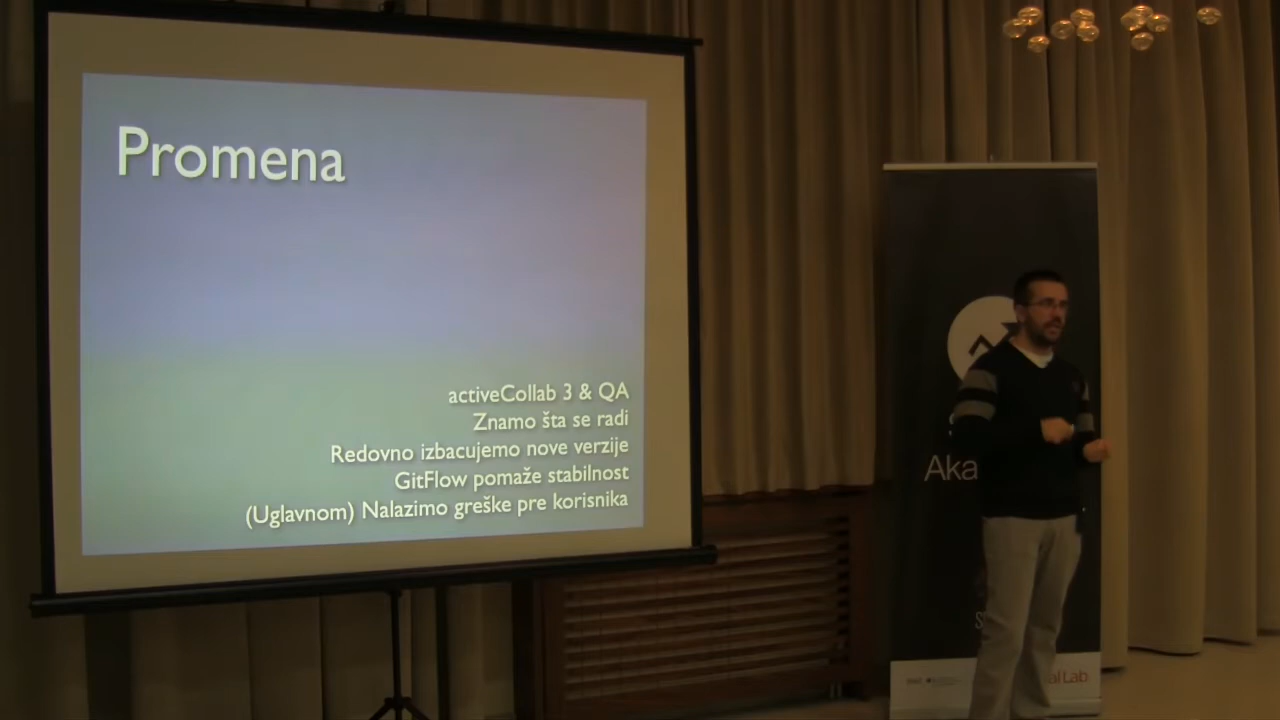 Promena
activeCollab 3 & QA
Znamo šta se radi
Redovno izbacujemo nove verzije
GitFlow pomaže stabilnost
(Uglavnom) Nalazimo greške pre korisnika
Aka
al Lab